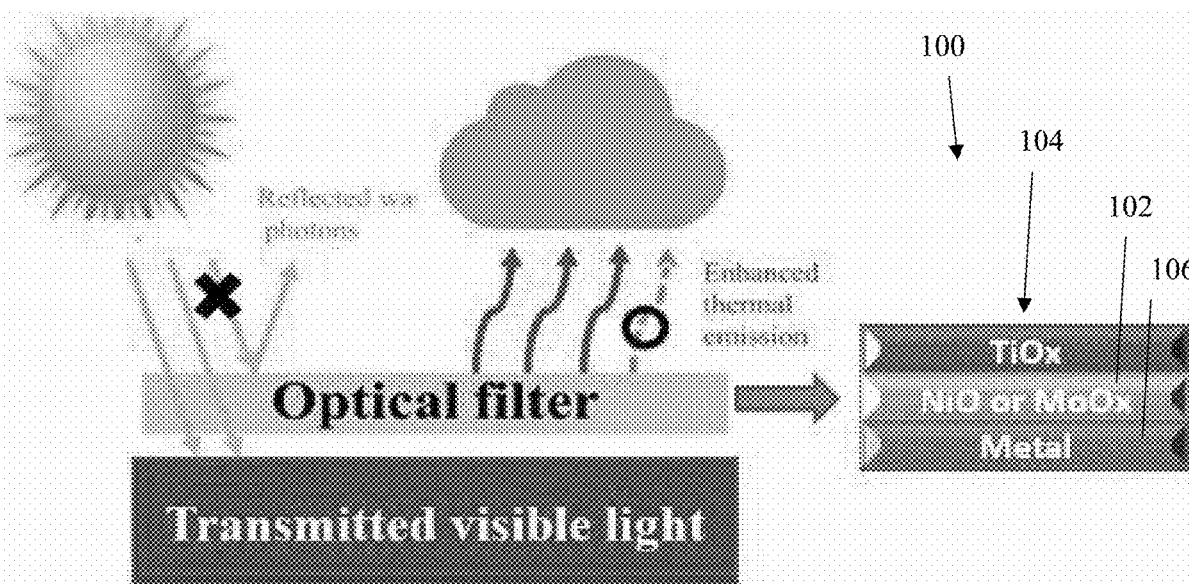 100
104
102
106
Reflected wa
photons
Enhanced
thermal
emission
TiOx
NiO or MoOx
Metal
Optical filter
Transmitted visible light